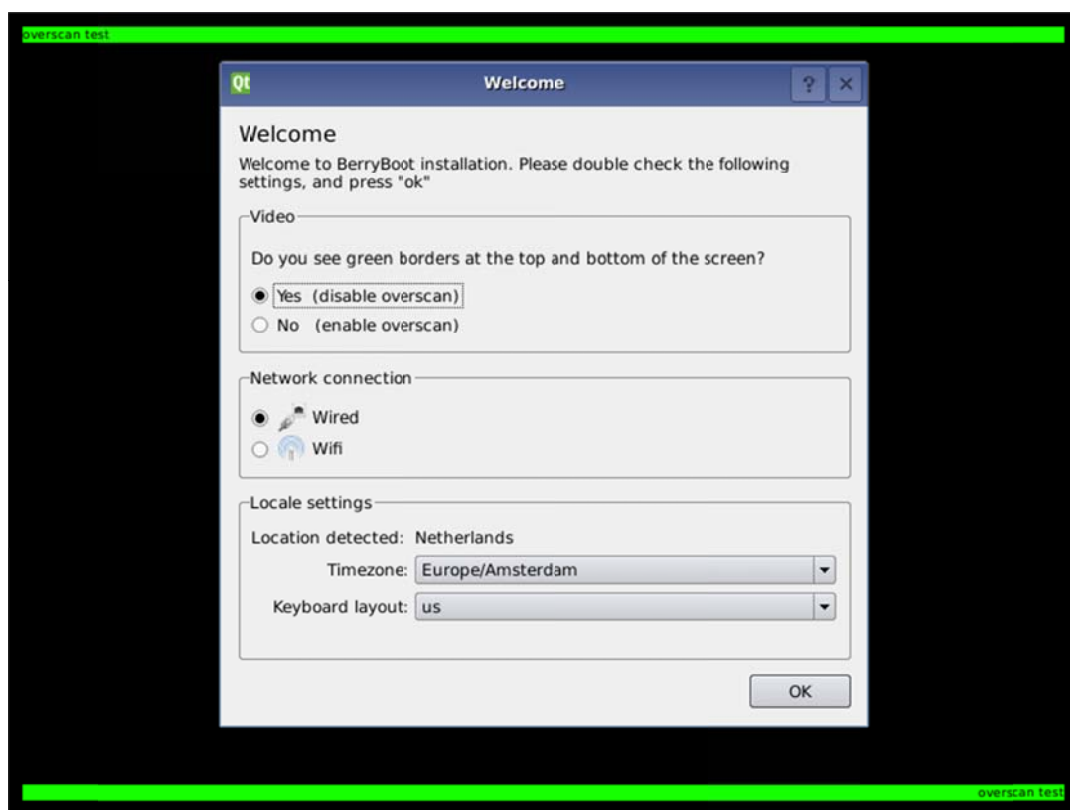 overscan test
Qt Welcome ? ×
Welcome
Welcome to BerryBoot installation. Please double check the following
settings, and press "ok"
Video
Do you see green borders at the top and bottom of the screen?
Yes (disable overscan)
No (enable overscan)
Network connection
Wired
Wifi
Locale settings
Location detected: Netherlands
Timezone: Europe/Amsterdam
Keyboard layout: us
OK
overscan test